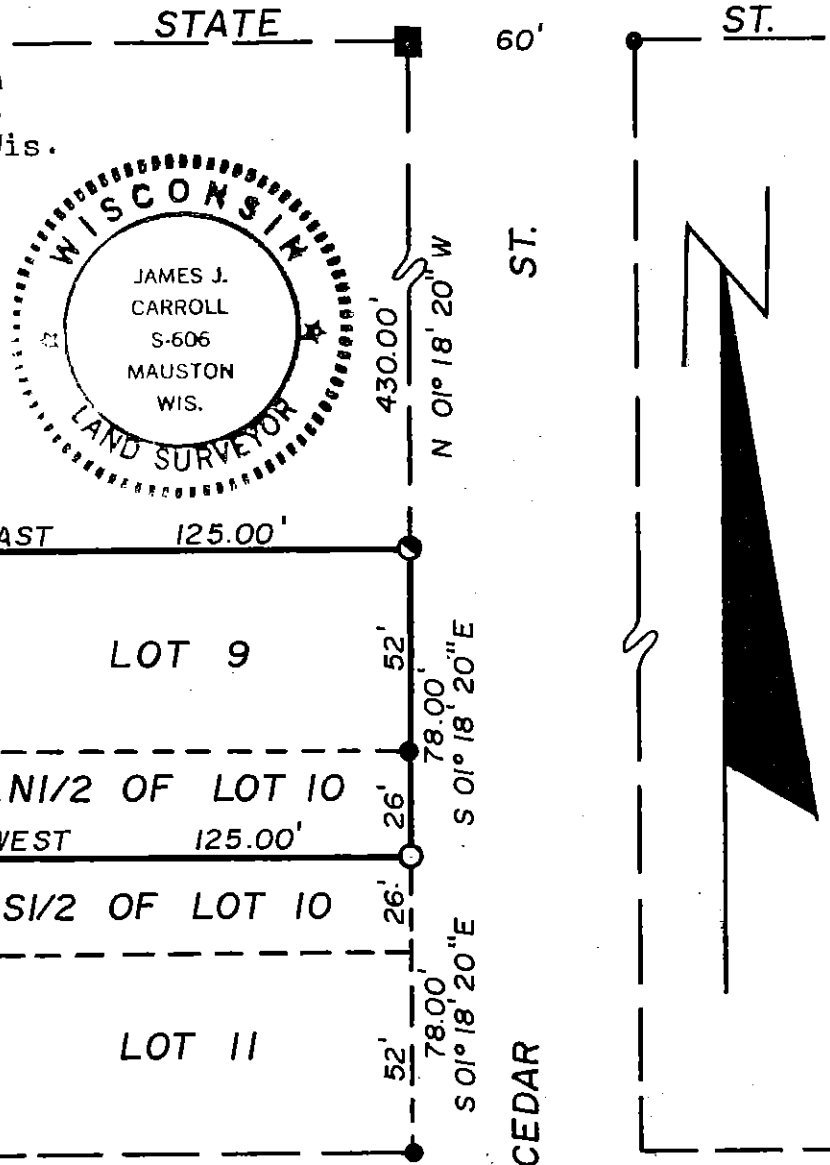 STATE
60'
ST.
Wis.
WISCONSIN
JAMES J.
CARROLL
S-606
MAUSTON
WIS.
LAND SURVEYOR
430.00'
N 01° 18' 20" W
ST.
125.00'
LOT 9
52'
78.00'
S 01° 18' 20" E
N1/2 OF LOT 10
26'
WEST 125.00'
S1/2 OF LOT 10
26'
LOT 11
52'
78.00'
S 01° 18' 20" E
CEDAR
N